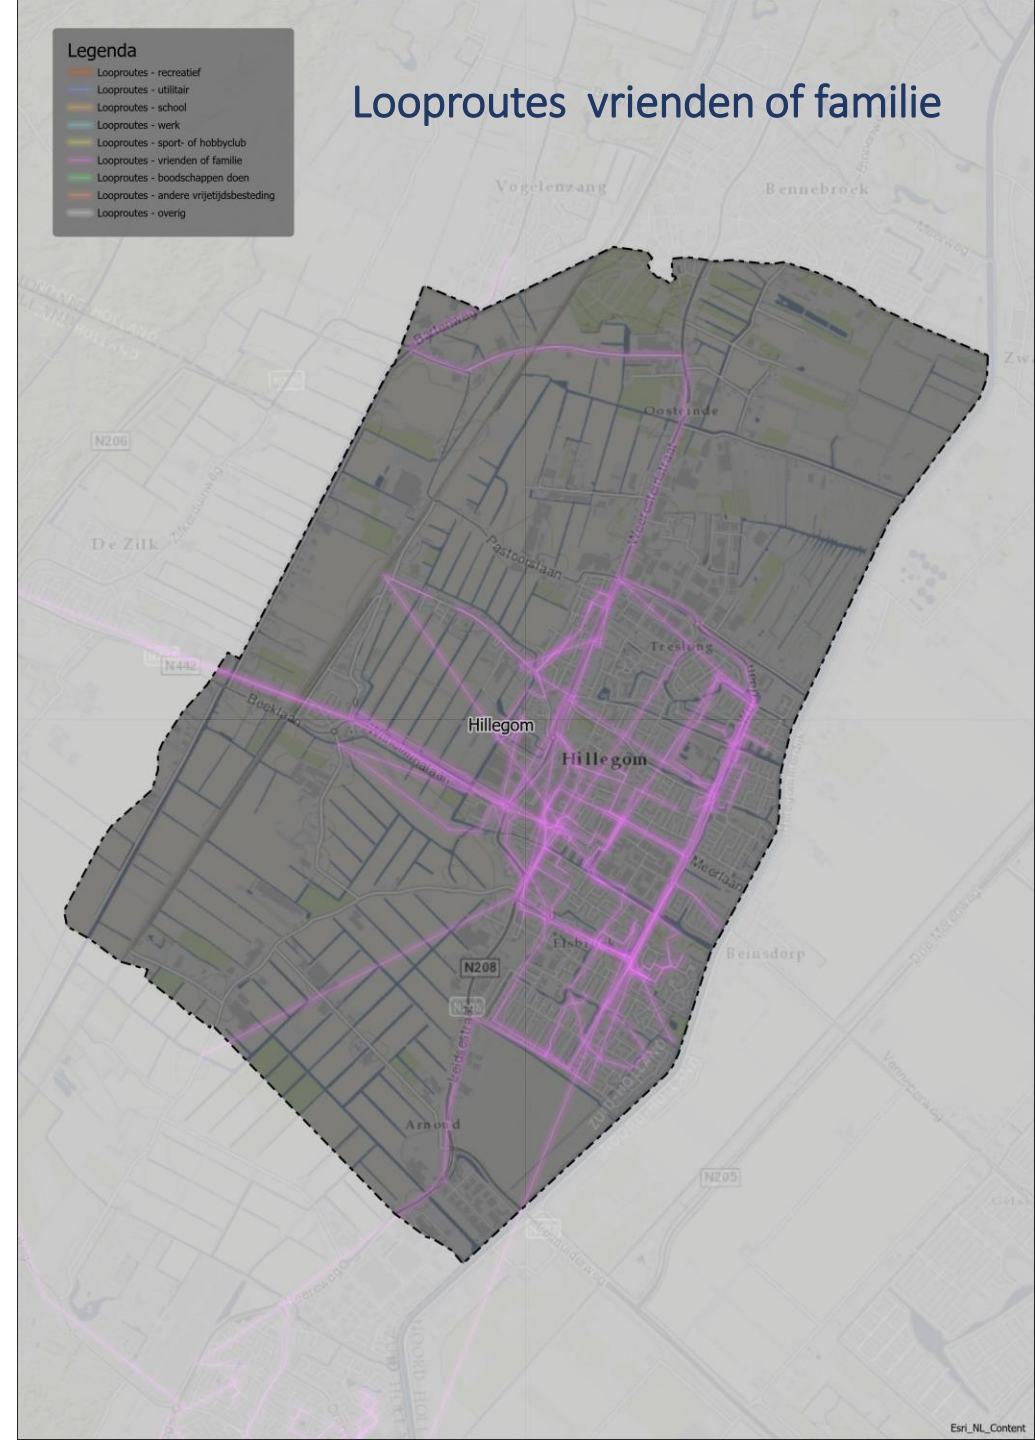 Legenda
Looproutes - recreatief
Looproutes - utilitair
Looproutes - school
Looproutes - werk
Looproutes - sport- of hobbyclub
Looproutes - vrienden of familie
Looproutes - boodschappen doen
Looproutes - andere vrijetijdsbesteding
Looproutes - overig
Looproutes vrienden of familie
Vogelenzang
Bennebroek
Oosteinde
N206
De Zilk
Pastoorslaan
Treslong
N442
Becklaan
Hillegom
Hillegom
Meerlaan
Elsbroek
Beinsdorp
N208
Arnoud
N205
Esri_NL_Content